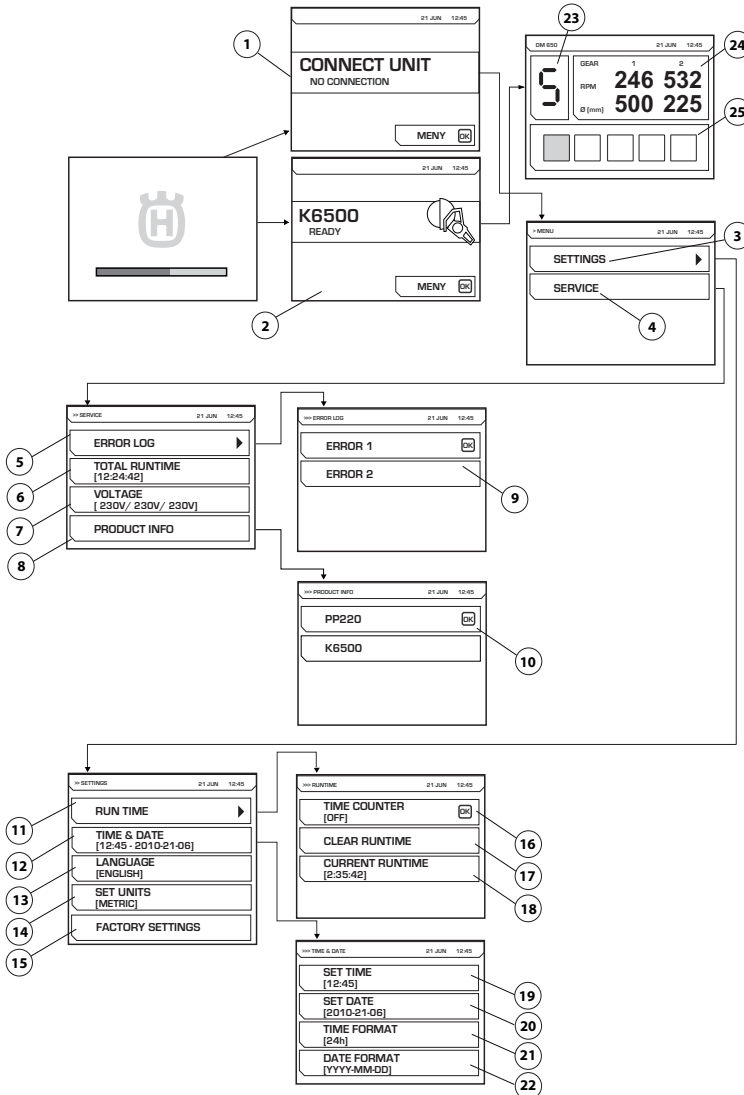 21 JUN 12:45
CONNECT UNIT
NO CONNECTION
MENY OK
1
H
21 JUN 12:45
K6500
READY
MENY OK
2
23
DM 650 21 JUN 12:45
5
GEAR 1 2
RPM 246 532
Ø [mm] 500 225
24
25
> MENU 21 JUN 12:45
SETTINGS
SERVICE
3
4
>> SERVICE 21 JUN 12:45
ERROR LOG
TOTAL RUNTIME
[12:24:42]
VOLTAGE
[ 230V/ 230V/ 230V]
PRODUCT INFO
5
6
7
8
>>> ERROR LOG 21 JUN 12:45
ERROR 1 OK
ERROR 2
9
>>> PRODUCT INFO 21 JUN 12:45
PP220 OK
K6500
10
>> SETTINGS 21 JUN 12:45
RUN TIME
TIME & DATE
[12:45 - 2010-21-06]
LANGUAGE
[ENGLISH]
SET UNITS
[METRIC]
FACTORY SETTINGS
11
12
13
14
15
>>> RUNTIME 21 JUN 12:45
TIME COUNTER OK
[OFF]
CLEAR RUNTIME
CURRENT RUNTIME
[2:35:42]
16
17
18
>>> TIME & DATE 21 JUN 12:45
SET TIME
[12:45]
SET DATE
[2010-21-06]
TIME FORMAT
[24h]
DATE FORMAT
[YYYY-MM-DD]
19
20
21
22